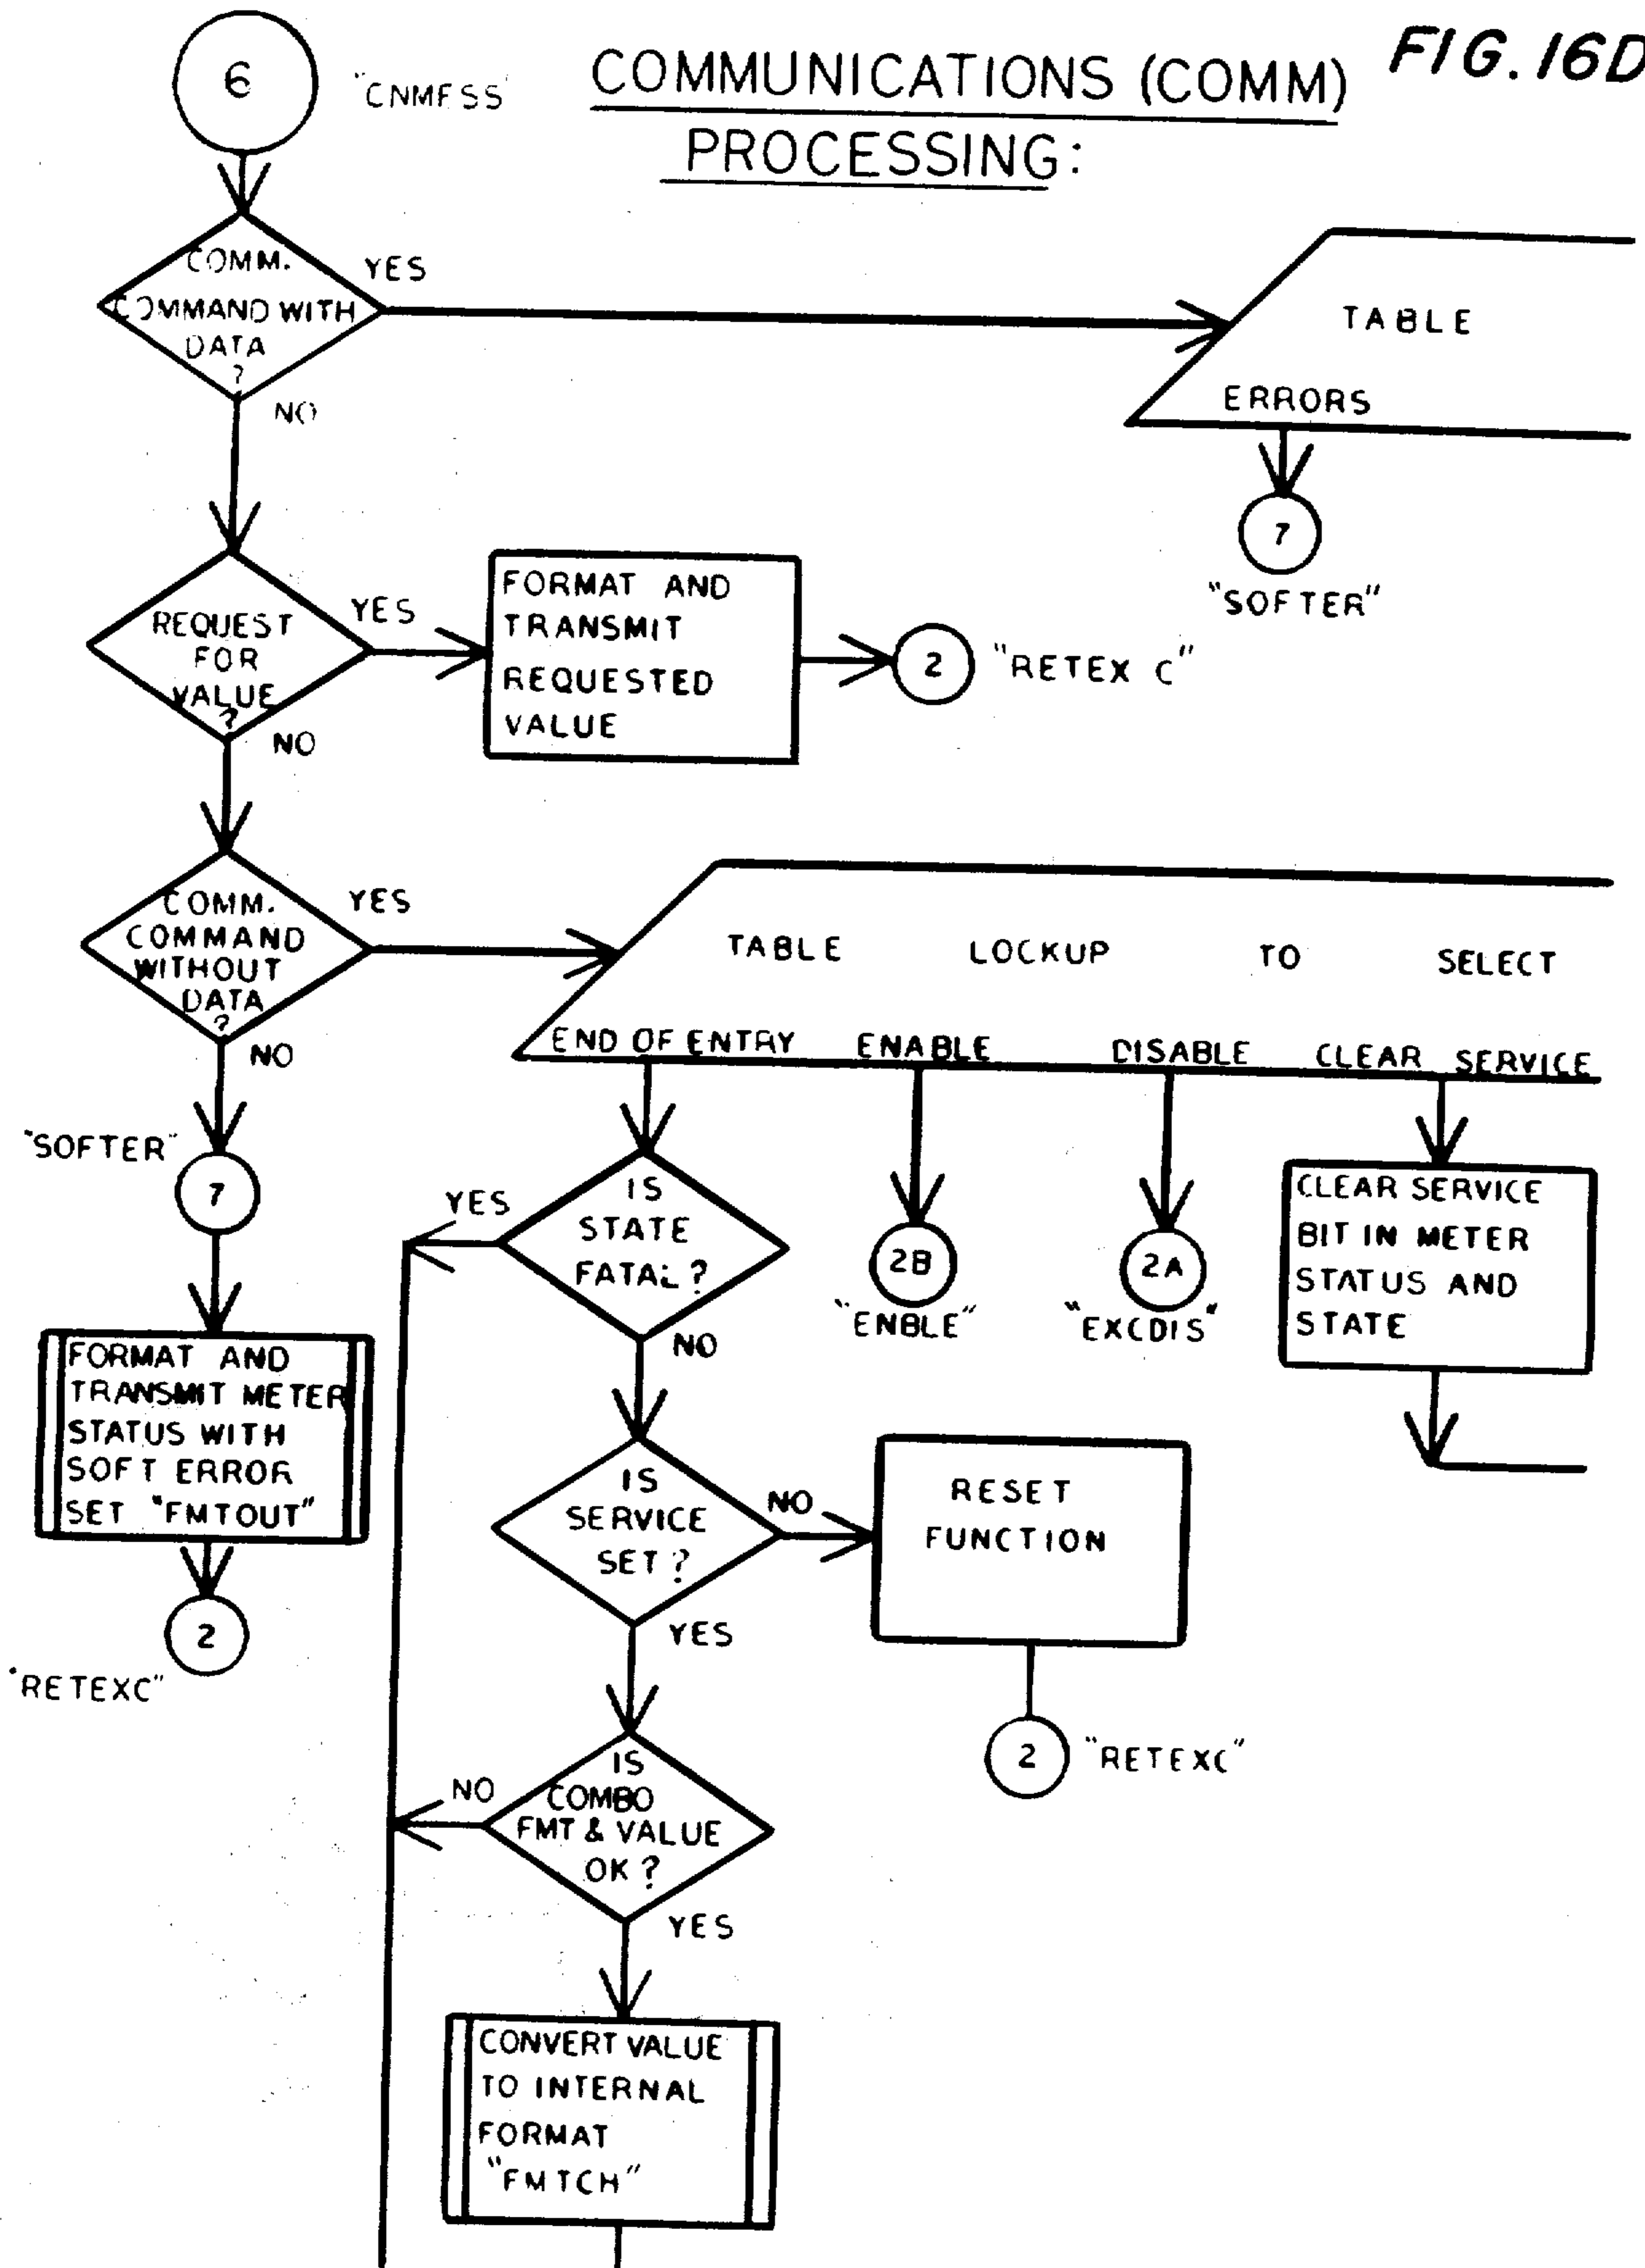 FIG. 16D
6
"CNMESS"
COMMUNICATIONS (COMM)
PROCESSING:
COMM.
COMMAND WITH
DATA
?
YES
NO
TABLE
ERRORS
7
"SOFTER"
REQUEST
FOR
VALUE
?
YES
NO
FORMAT AND
TRANSMIT
REQUESTED
VALUE
2
"RETEX C"
COMM.
COMMAND
WITHOUT
DATA
?
YES
NO
TABLE LOCKUP TO SELECT
END OF ENTRY ENABLE DISABLE CLEAR SERVICE
"SOFTER"
7
FORMAT AND
TRANSMIT METER
STATUS WITH
SOFT ERROR
SET "FMTOUT"
2
"RETEXC"
IS
STATE
FATAL?
YES
NO
2B
"ENBLE"
2A
"EXCDIS"
CLEAR SERVICE
BIT IN METER
STATUS AND
STATE
IS
SERVICE
SET?
NO
YES
RESET
FUNCTION
2
"RETEXC"
IS
COMBO
FMT & VALUE
OK?
NO
YES
CONVERT VALUE
TO INTERNAL
FORMAT
"FMTCH"